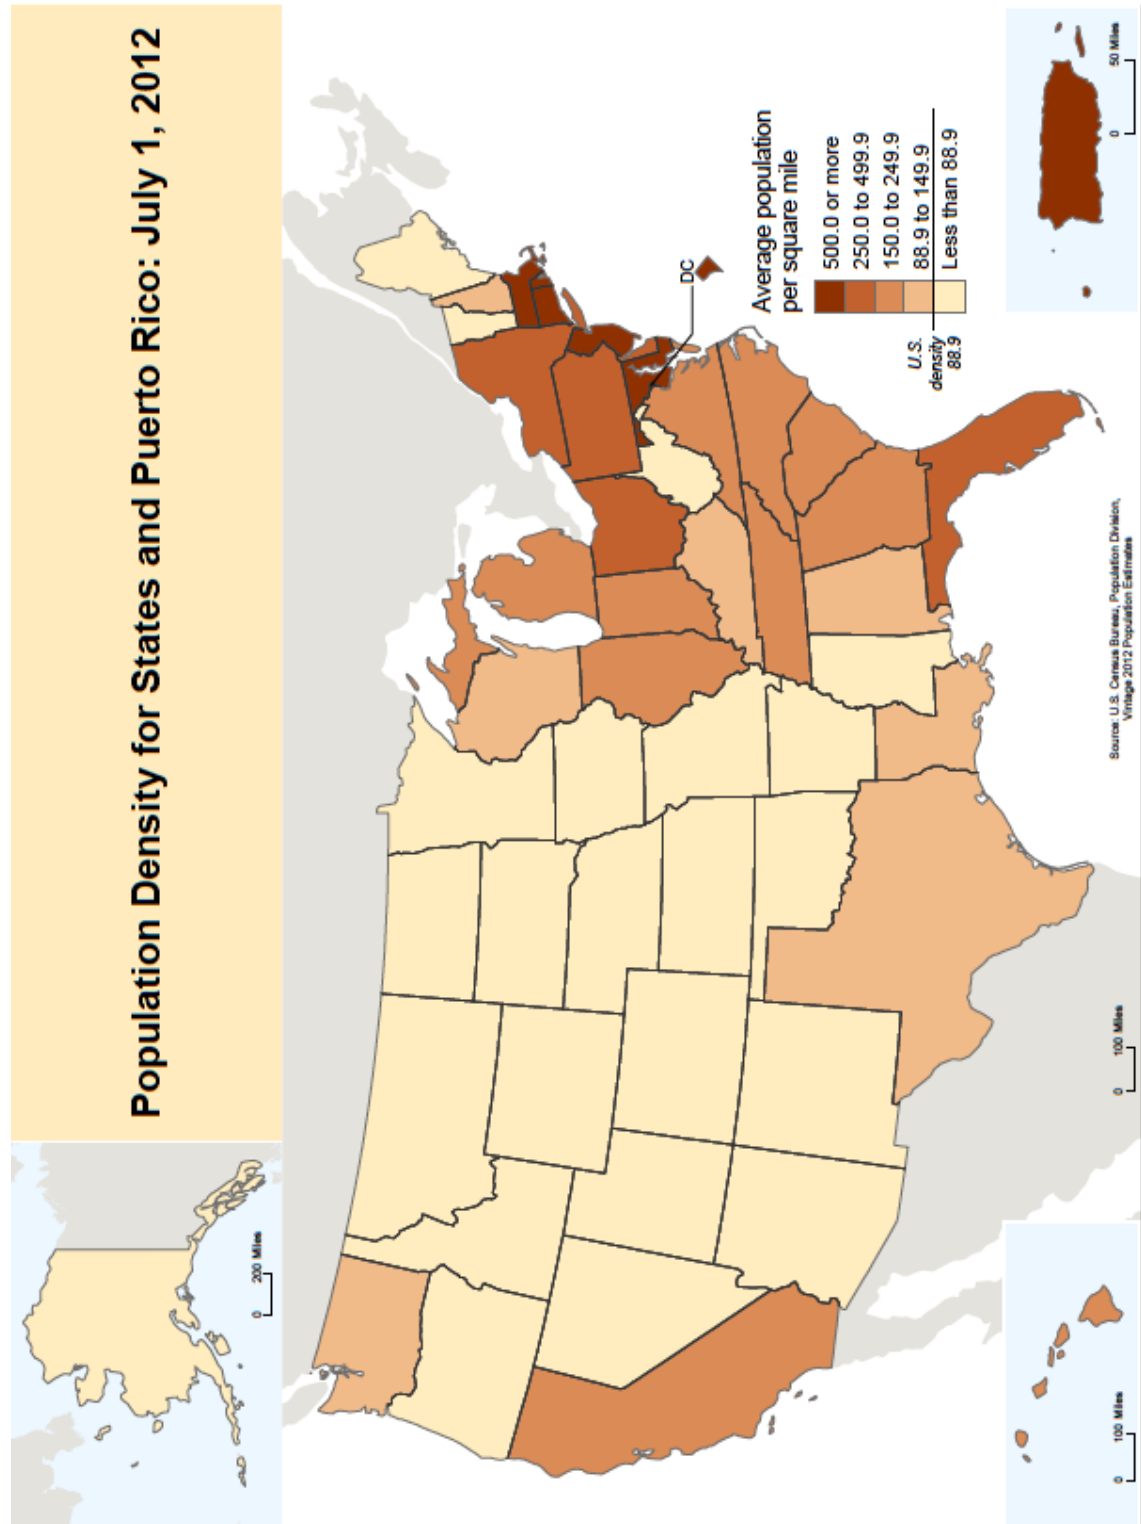 Population Density for States and Puerto Rico: July 1, 2012
Average population
per square mile
500.0 or more
250.0 to 499.9
150.0 to 249.9
88.9 to 149.9
Less than 88.9
U.S.
density
88.9
DC
0 200 Miles
0 100 Miles
0 100 Miles
0 50 Miles
Source: U.S. Census Bureau, Population Division,
Vintage 2012 Population Estimates